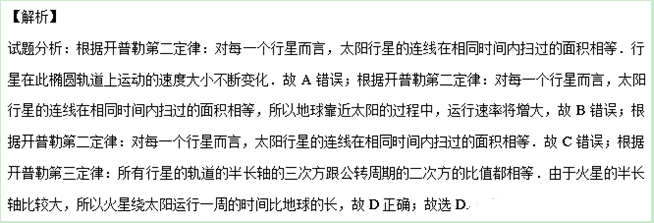 【解析】
试题分析：根据开普勒第二定律：对每一个行星而言，太阳行星的连线在相同时间内扫过的面积相等．行
星在此椭圆轨道上运动的速度大小不断变化．故 A 错误；根据开普勒第二定律：对每一个行星而言，太阳
行星的连线在相同时间内扫过的面积相等，所以地球靠近太阳的过程中，运行速率将增大，故 B 错误；根
据开普勒第二定律：对每一个行星而言，太阳行星的连线在相同时间内扫过的面积相等．故 C 错误；根据
开普勒第三定律：所有行星的轨道的半长轴的三次方跟公转周期的二次方的比值都相等．由于火星的半长
轴比较大，所以火星绕太阳运行一周的时间比地球的长，故 D 正确；故选 D.